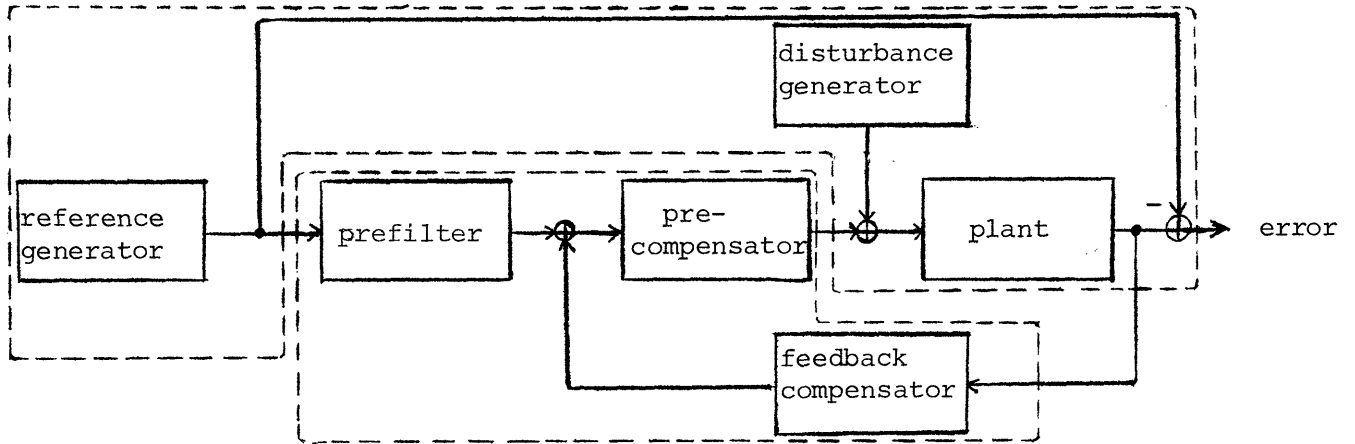 disturbance
generator
reference
generator
prefilter
pre-
compensator
plant
−
error
feedback
compensator